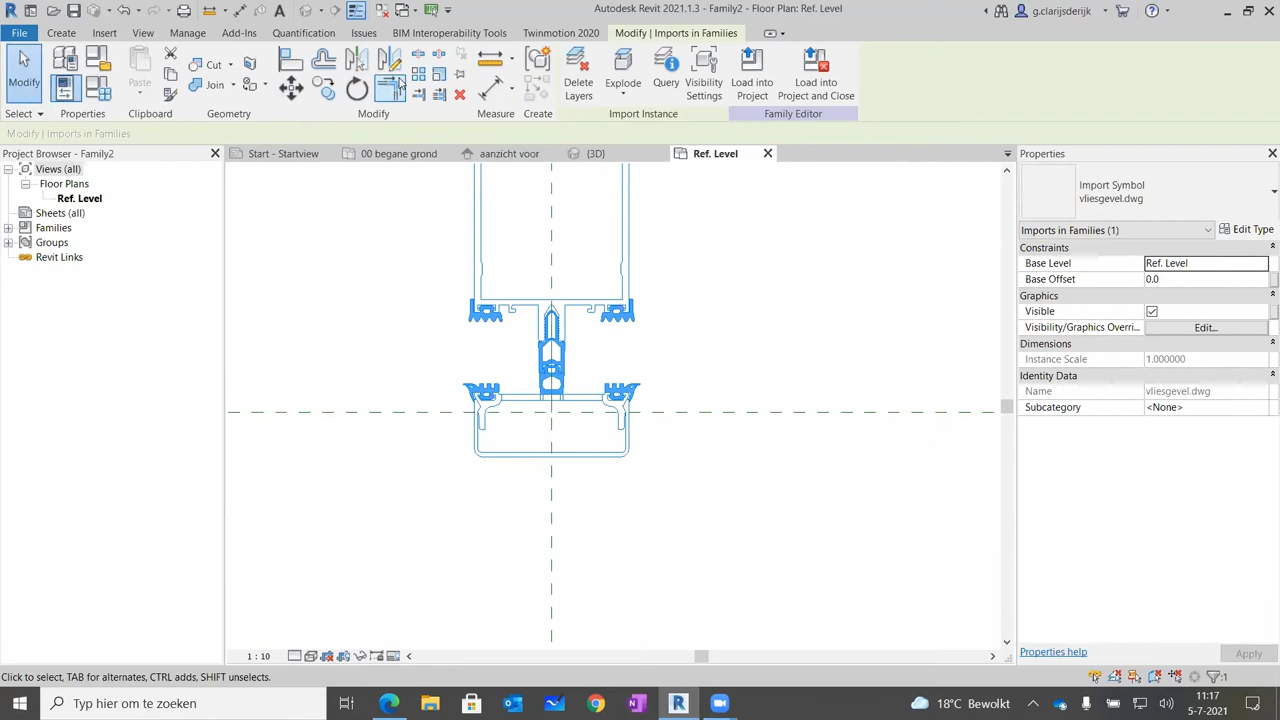 Autodesk Revit 2021.1.3 - Family2 - Floor Plan: Ref. Level
g.clarijsderijk
File Create Insert View Manage Add-Ins Quantification Issues BIM Interoperability Tools Twinmotion 2020 Modify | Imports in Families
Modify
Paste
Cut
Join
Delete Layers
Explode
Query
Visibility Settings
Load into Project
Load into Project and Close
Select Properties Clipboard Geometry Modify Measure Create Import Instance Family Editor
Modify | Imports in Families
Project Browser - Family2
Views (all)
Floor Plans
Ref. Level
Sheets (all)
Families
Groups
Revit Links
Start - Startview
00 begane grond
aanzicht voor
{3D}
Ref. Level
Properties
Import Symbol
vliesgevel.dwg
Imports in Families (1)
Edit Type
Constraints
Base Level Ref. Level
Base Offset 0.0
Graphics
Visible
Visibility/Graphics Overri... Edit...
Dimensions
Instance Scale 1.000000
Identity Data
Name vliesgevel.dwg
Subcategory <None>
Properties help
Apply
1 : 10
Click to select, TAB for alternates, CTRL adds, SHIFT unselects.
:1
Typ hier om te zoeken
18°C Bewolkt
11:17
5-7-2021